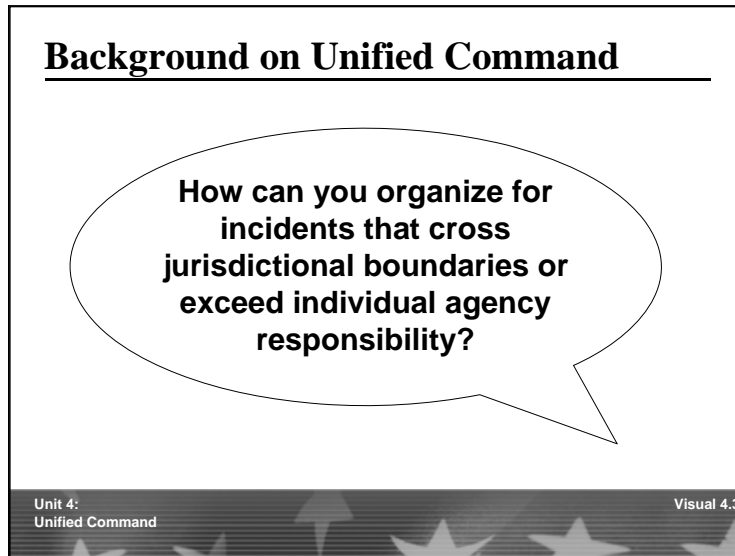 Background on Unified Command
How can you organize for
incidents that cross
jurisdictional boundaries or
exceed individual agency
responsibility?
Unit 4:
Unified Command
Visual 4.3